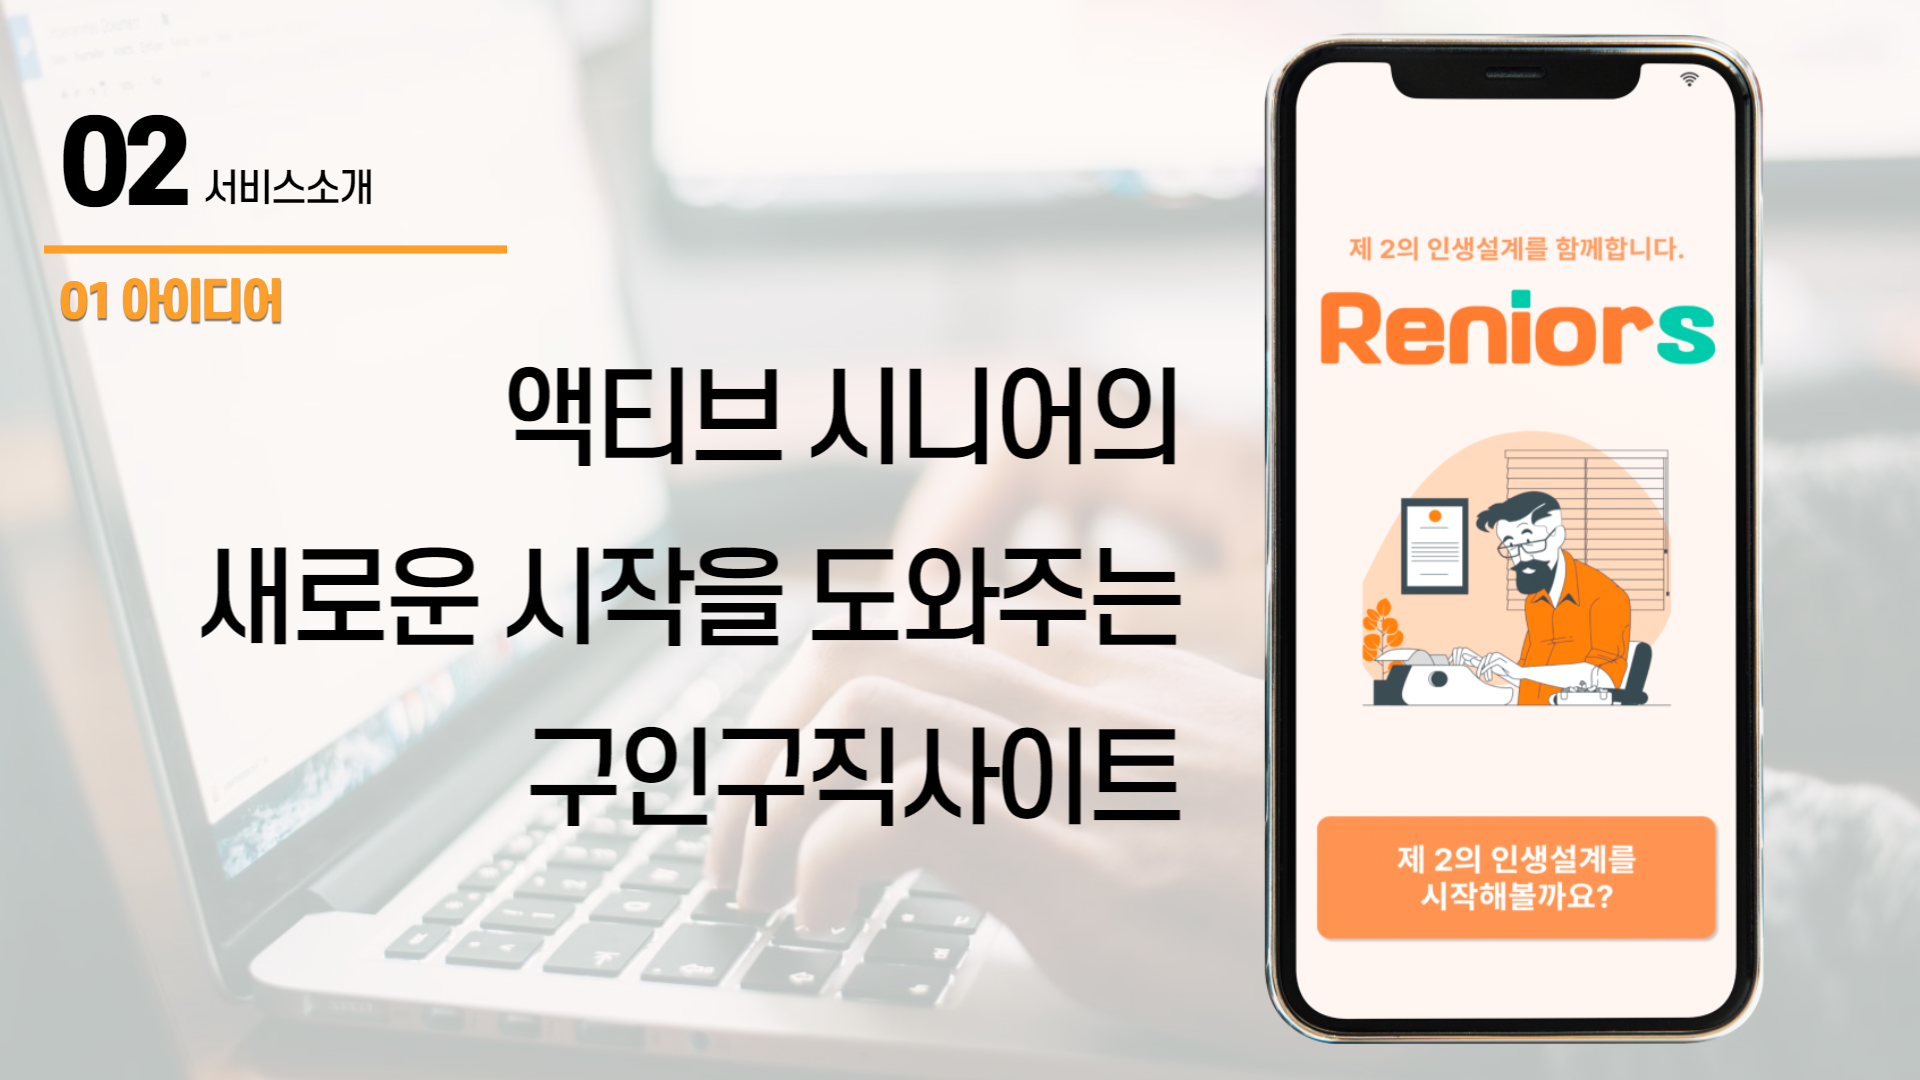 02 서비스소개
01 아이디어
액티브 시니어의
새로운 시작을 도와주는
구인구직사이트
제 2의 인생설계를 함께합니다.
Reniors
제 2의 인생설계를
시작해볼까요?